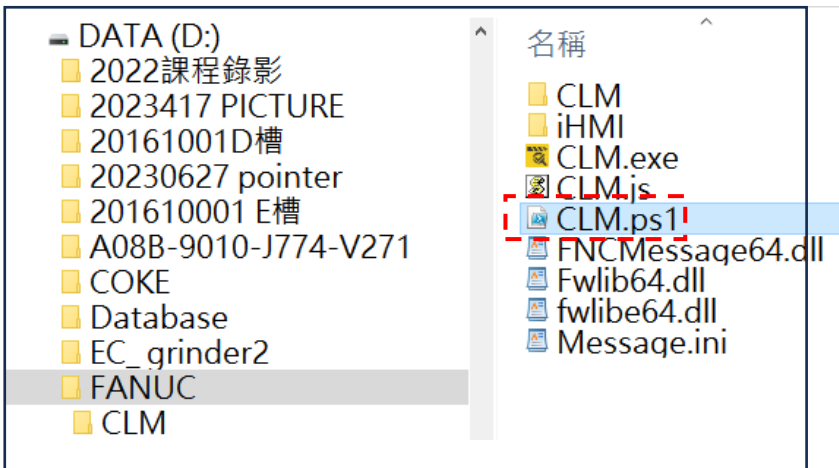 DATA (D:)
2022課程錄影
2023417 PICTURE
20161001D槽
20230627 pointer
201610001 E槽
A08B-9010-J774-V271
COKE
Database
EC_grinder2
FANUC
CLM
名稱
CLM
iHMI
CLM.exe
CLM.js
CLM.ps1
FNCMessage64.dll
Fwlib64.dll
fwlibe64.dll
Message.ini